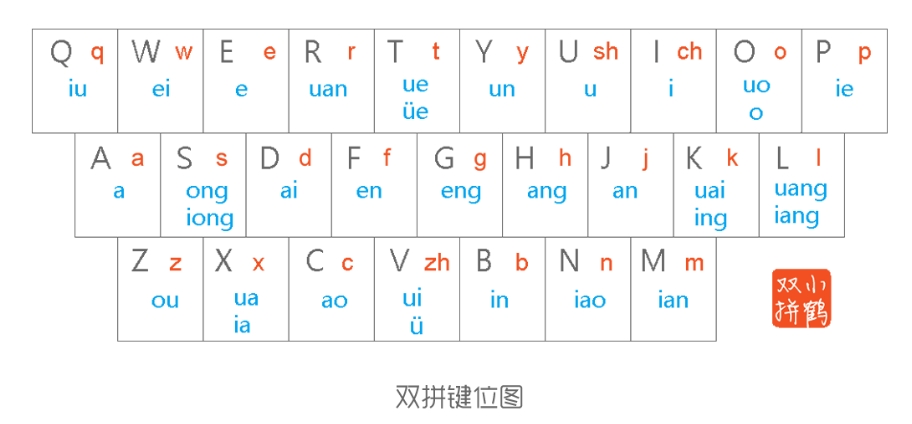 Q q W w E e R r T t Y y U sh I ch O o P p
iu ei e uan ue un u i uo ie
üe o
A a S s D d F f G g H h J j K k L l
a ong ai en eng ang an uai uang
iong ing iang
Z z X x C c V zh B b N n M m
ou ua ao ui in iao ian
ia ü
双小
拼鹤
双拼键位图